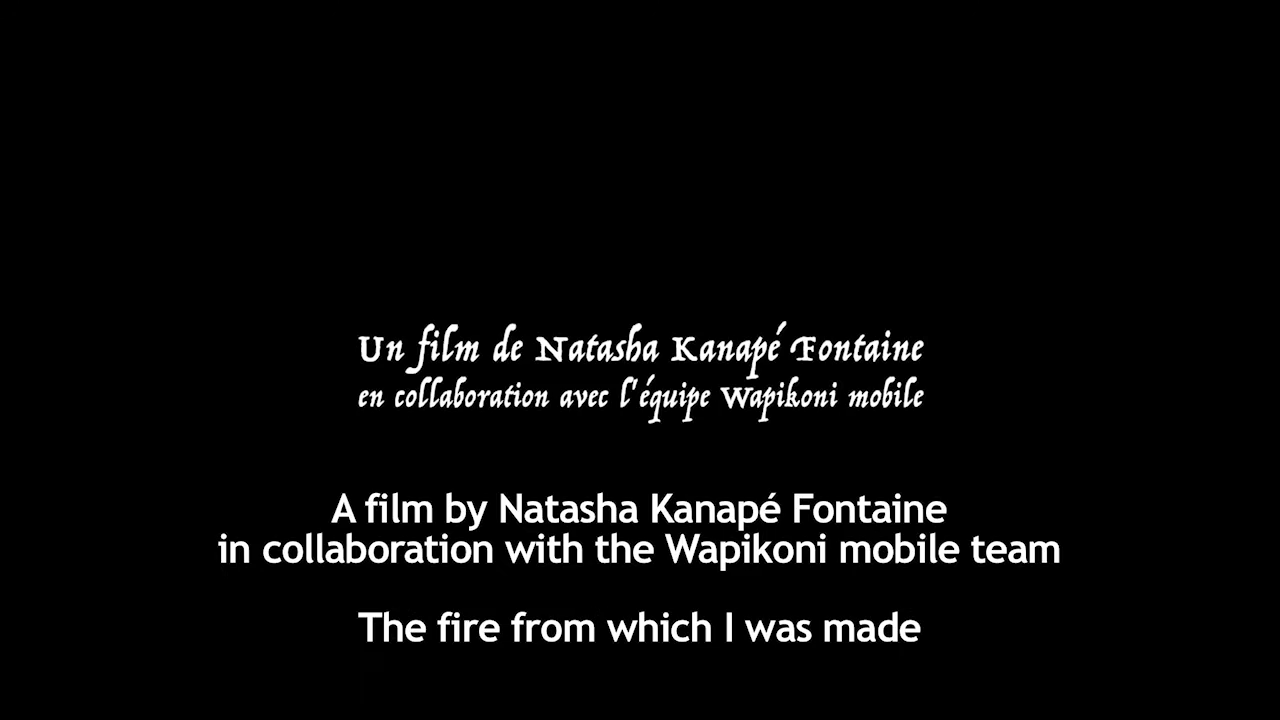 Un film de Natasha Kanapé Fontaine
en collaboration avec l'équipe Wapikoni mobile
A film by Natasha Kanapé Fontaine
in collaboration with the Wapikoni mobile team
The fire from which I was made